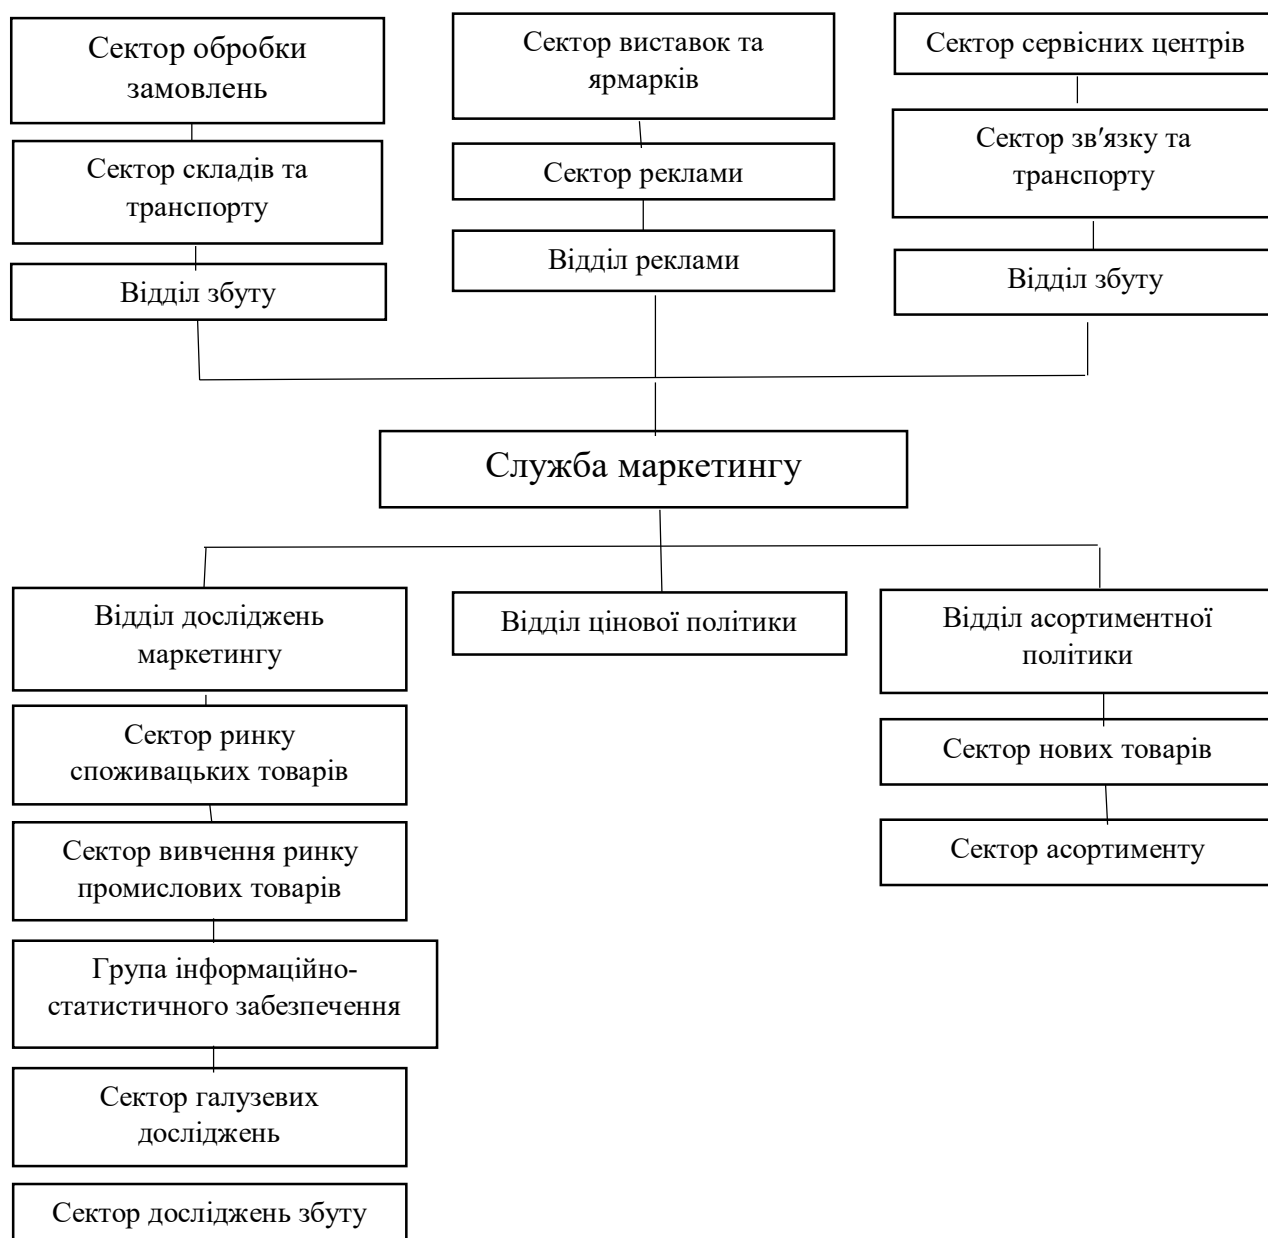 Сектор обробки
замовлень
Сектор виставок та
ярмарків
Сектор сервісних центрів
Сектор складів та
транспорту
Сектор реклами
Сектор зв′язку та
транспорту
Відділ збуту
Відділ реклами
Відділ збуту
Служба маркетингу
Відділ досліджень
маркетингу
Відділ цінової політики
Відділ асортиментної
політики
Сектор ринку
споживацьких товарів
Сектор нових товарів
Сектор вивчення ринку
промислових товарів
Сектор асортименту
Група інформаційно-
статистичного забезпечення
Сектор галузевих
досліджень
Сектор досліджень збуту